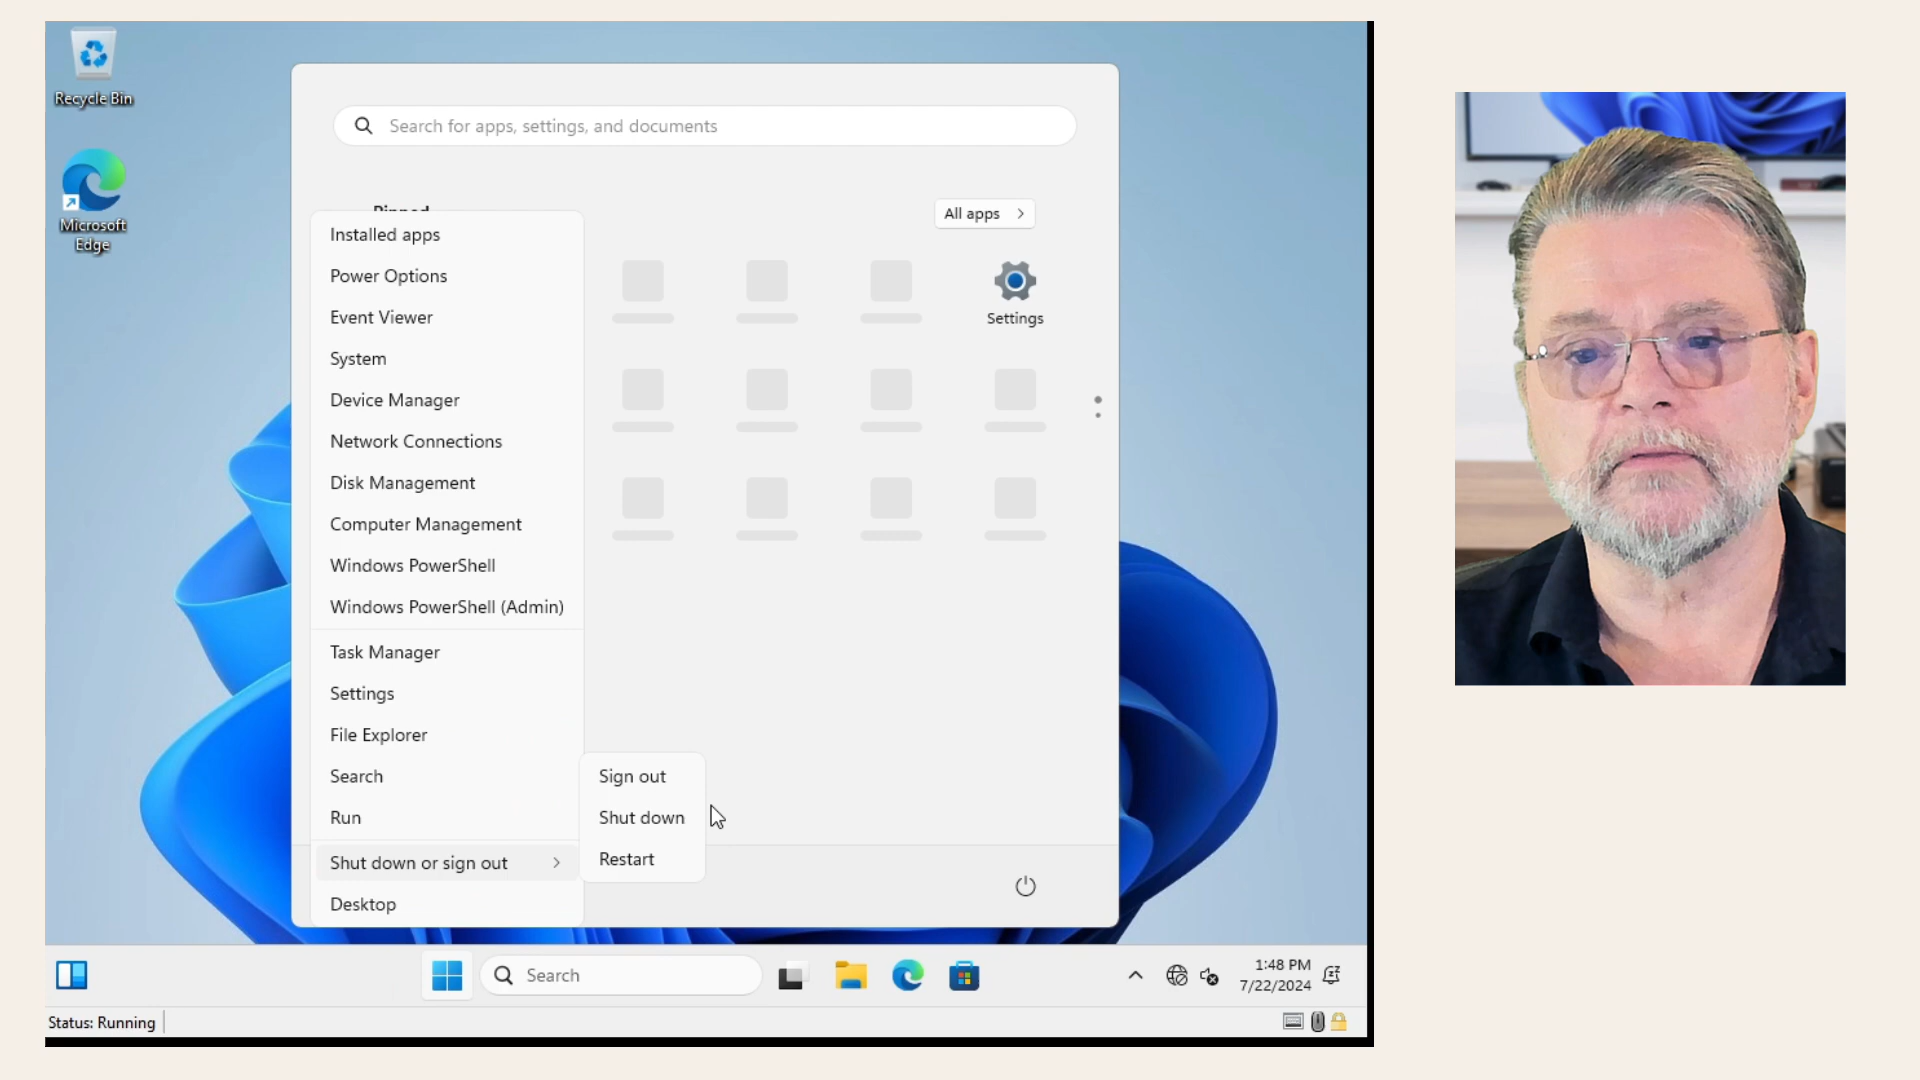 Recycle Bin
Microsoft
Edge
Search for apps, settings, and documents
Pinned
All apps
Installed apps
Power Options
Event Viewer
System
Device Manager
Network Connections
Disk Management
Computer Management
Windows PowerShell
Windows PowerShell (Admin)
Task Manager
Settings
File Explorer
Search
Run
Shut down or sign out
Desktop
Settings
Sign out
Shut down
Restart
Search
1:48 PM
7/22/2024
Status: Running